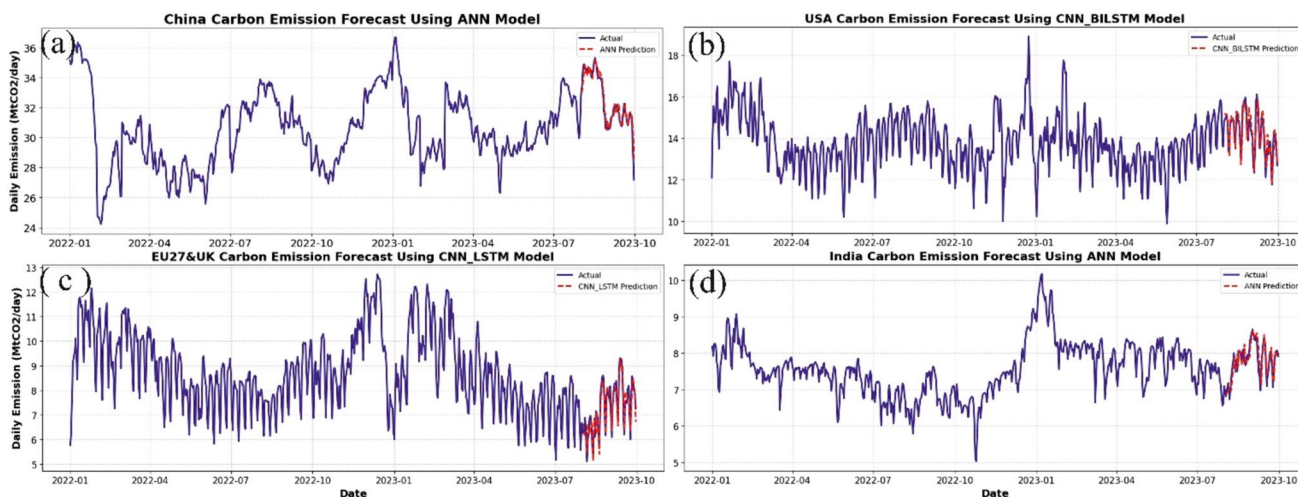 China Carbon Emission Forecast Using ANN Model
(a)
Daily Emission (MtCO2/day)
36
34
32
30
28
26
24
Actual
ANN Prediction
2022-01 2022-04 2022-07 2022-10 2023-01 2023-04 2023-07 2023-10
USA Carbon Emission Forecast Using CNN_BILSTM Model
(b)
18
16
14
12
10
Actual
CNN_BILSTM Prediction
2022-01 2022-04 2022-07 2022-10 2023-01 2023-04 2023-07 2023-10
EU27&UK Carbon Emission Forecast Using CNN_LSTM Model
(c)
Daily Emission (MtCO2/day)
13
12
11
10
9
8
7
6
5
Actual
CNN_LSTM Prediction
2022-01 2022-04 2022-07 2022-10 2023-01 2023-04 2023-07 2023-10
Date
India Carbon Emission Forecast Using ANN Model
(d)
10
9
8
7
6
5
Actual
ANN Prediction
2022-01 2022-04 2022-07 2022-10 2023-01 2023-04 2023-07 2023-10
Date